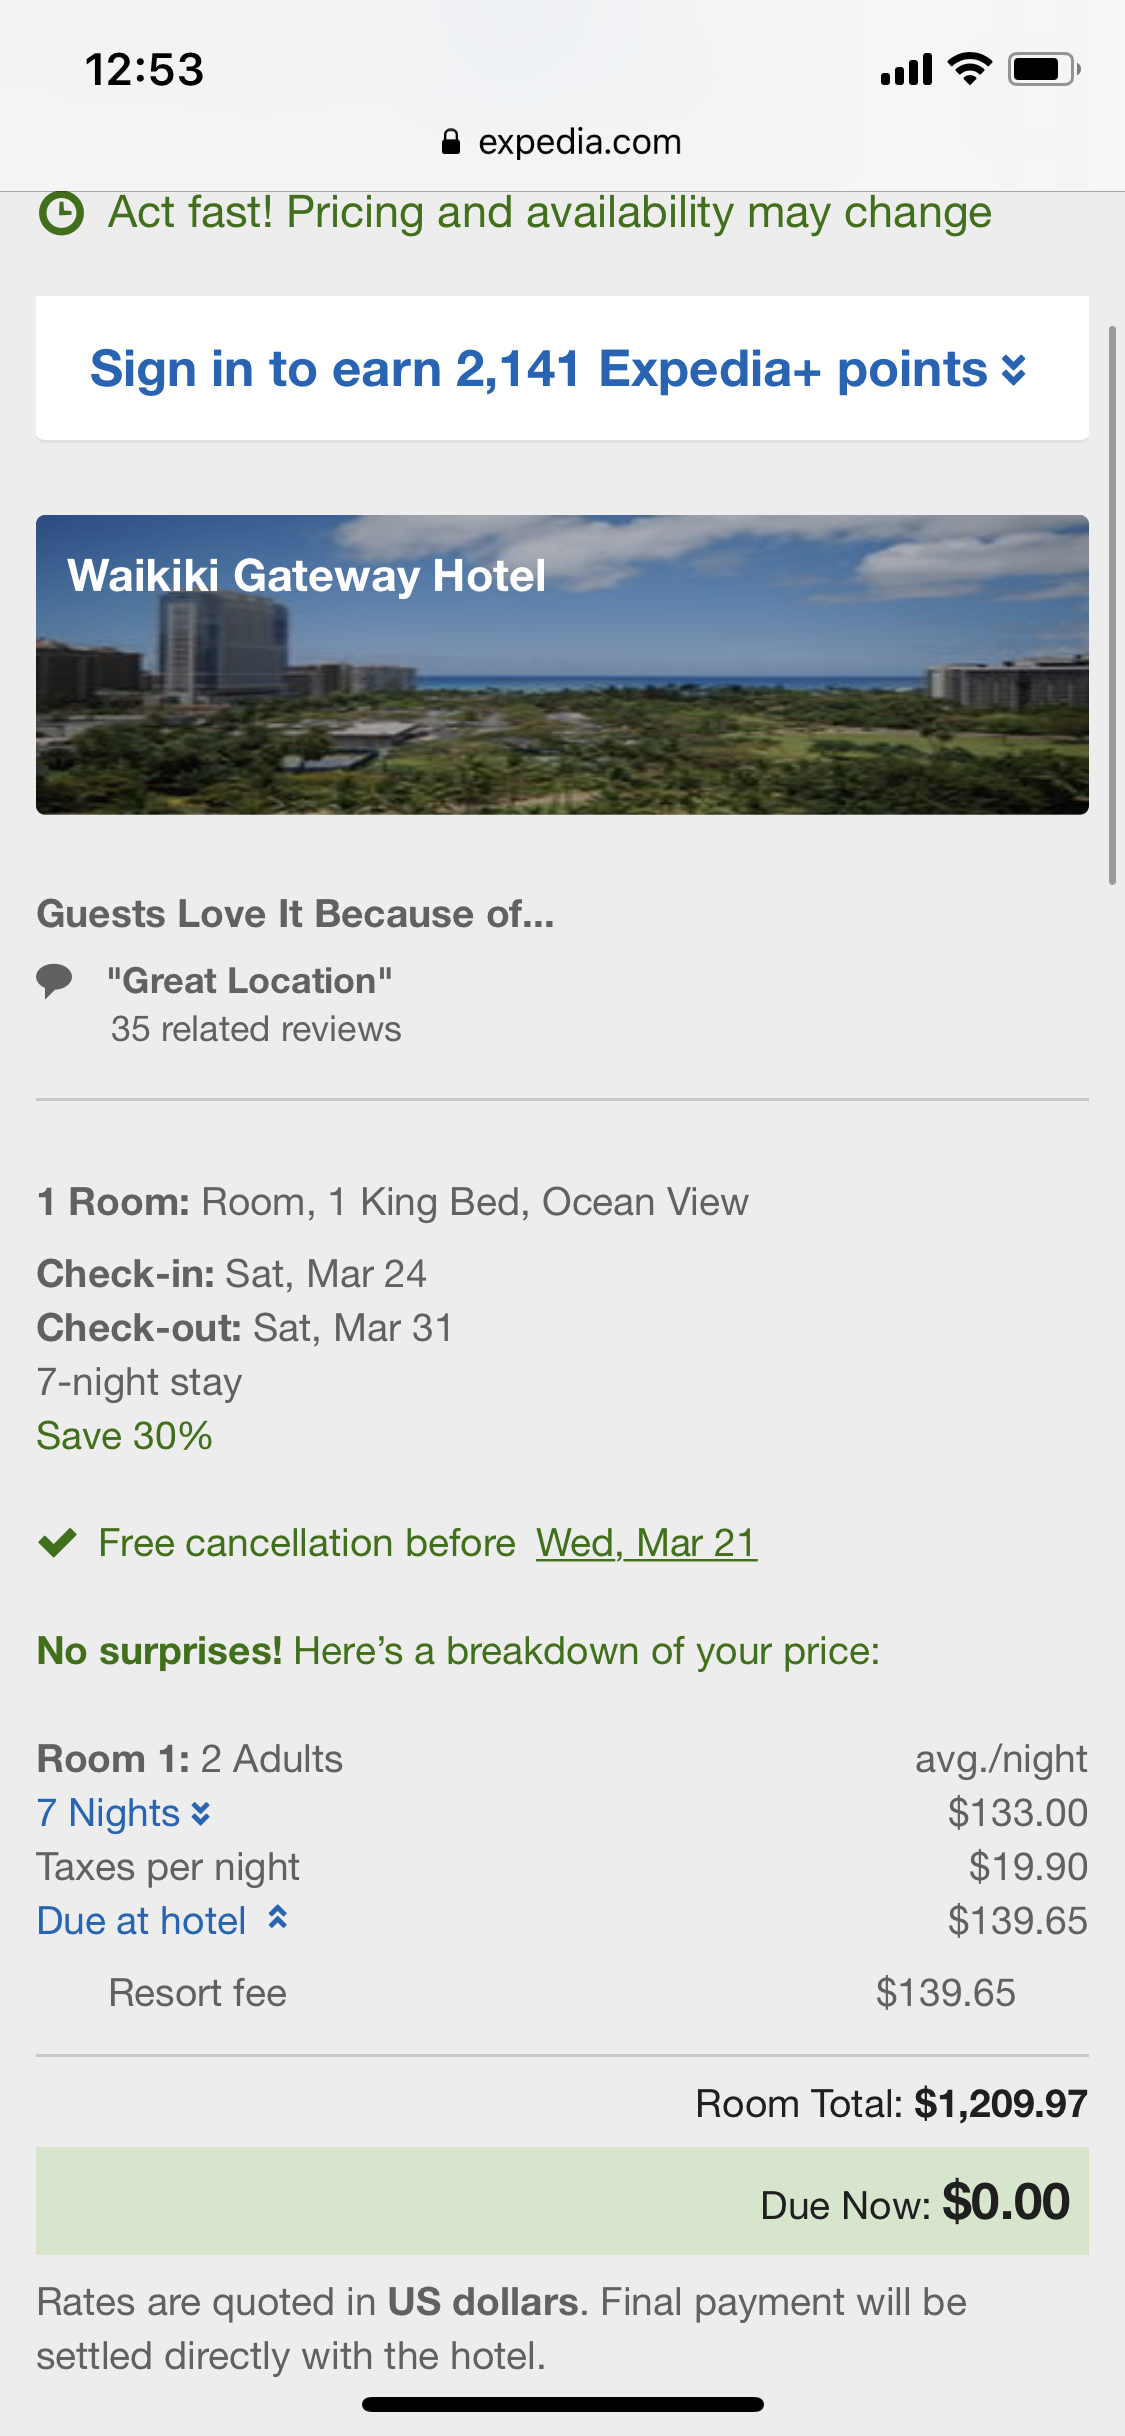 12:53
expedia.com
Act fast! Pricing and availability may change
Sign in to earn 2,141 Expedia+ points
Waikiki Gateway Hotel
Guests Love It Because of...
"Great Location"
35 related reviews
1 Room: Room, 1 King Bed, Ocean View
Check-in: Sat, Mar 24
Check-out: Sat, Mar 31
7-night stay
Save 30%
Free cancellation before Wed, Mar 21
No surprises! Here’s a breakdown of your price:
Room 1: 2 Adults avg./night
7 Nights $133.00
Taxes per night $19.90
Due at hotel $139.65
Resort fee $139.65
Room Total: $1,209.97
Due Now: $0.00
Rates are quoted in US dollars. Final payment will be
settled directly with the hotel.